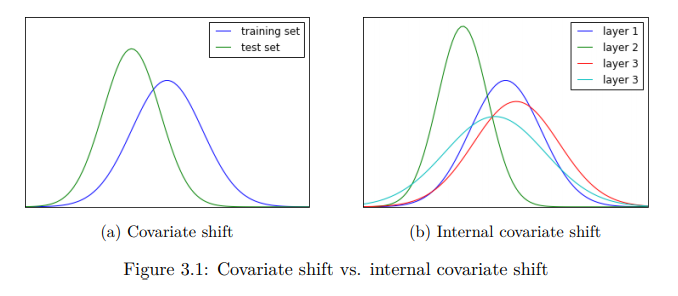 training set
test set
layer 1
layer 2
layer 3
layer 3
(a) Covariate shift
(b) Internal covariate shift
Figure 3.1: Covariate shift vs. internal covariate shift